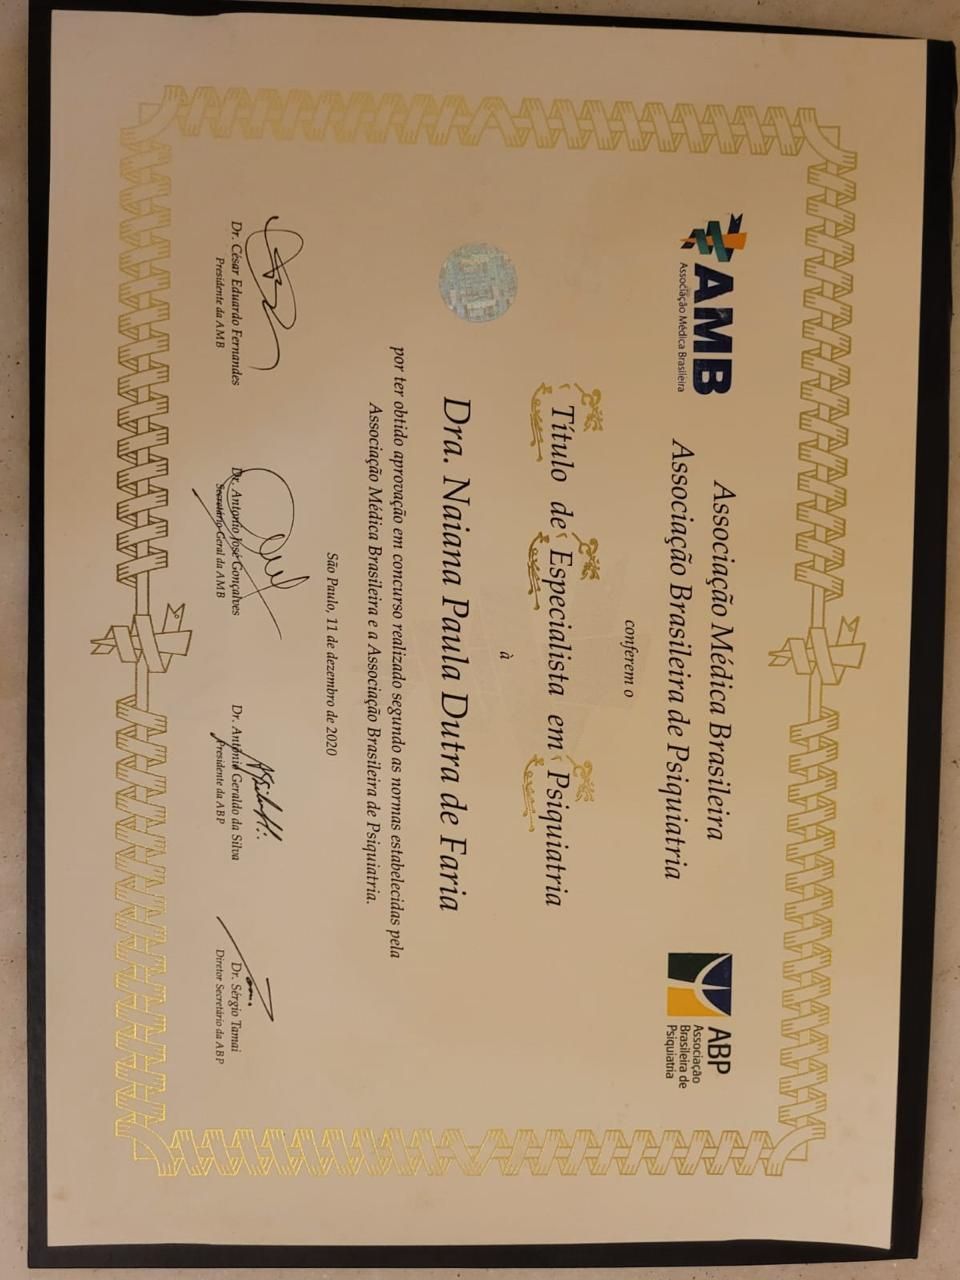 AMB
Associação Médica Brasileira
Associação Médica Brasileira
Associação Brasileira de Psiquiatria
ABP
Associação
Brasileira de
Psiquiatria
conferem o
Título de Especialista em Psiquiatria
à
Dra. Naiana Paula Dutra de Faria
por ter obtido aprovação em concurso realizado segundo as normas estabelecidas pela
Associação Médica Brasileira e a Associação Brasileira de Psiquiatria.
São Paulo, 11 de dezembro de 2020
Dr. César Eduardo Fernandes
Presidente da AMB
Dr. Antonio José Gonçalves
Secretário Geral da AMB
Dr. Antônio Geraldo da Silva
Presidente da ABP
Dr. Sérgio Tamai
Diretor Secretário da ABP